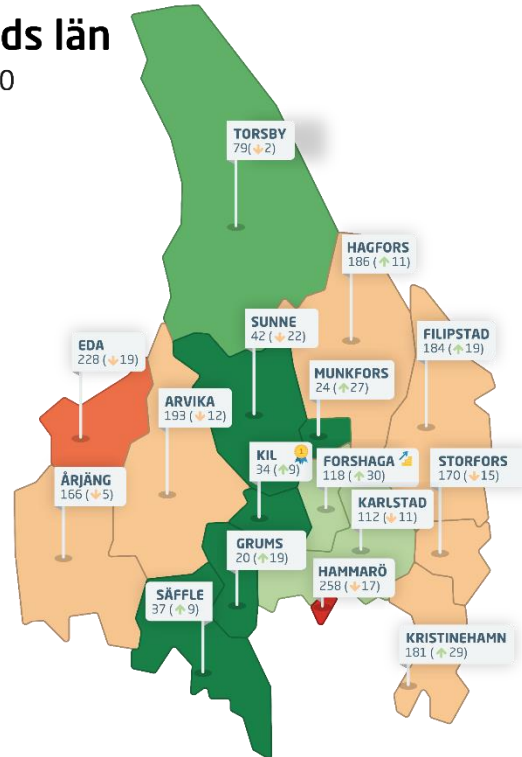 ds län
0
TORSBY
79(↓2)
HAGFORS
186 (↑11)
SUNNE
42 (↓22)
FILIPSTAD
184 (↑19)
EDA
228 (↓19)
MUNKFORS
24 (↑27)
ARVIKA
193 (↓12)
KIL
34 (↑9)
1
FORSHAGA
118 (↑30)
STORFORS
170 (↓15)
ÅRJÄNG
166 (↓5)
KARLSTAD
112 (↓11)
GRUMS
20 (↑19)
HAMMARÖ
258 (↓17)
SÄFFLE
37 (↑9)
KRISTINEHAMN
181 (↑29)